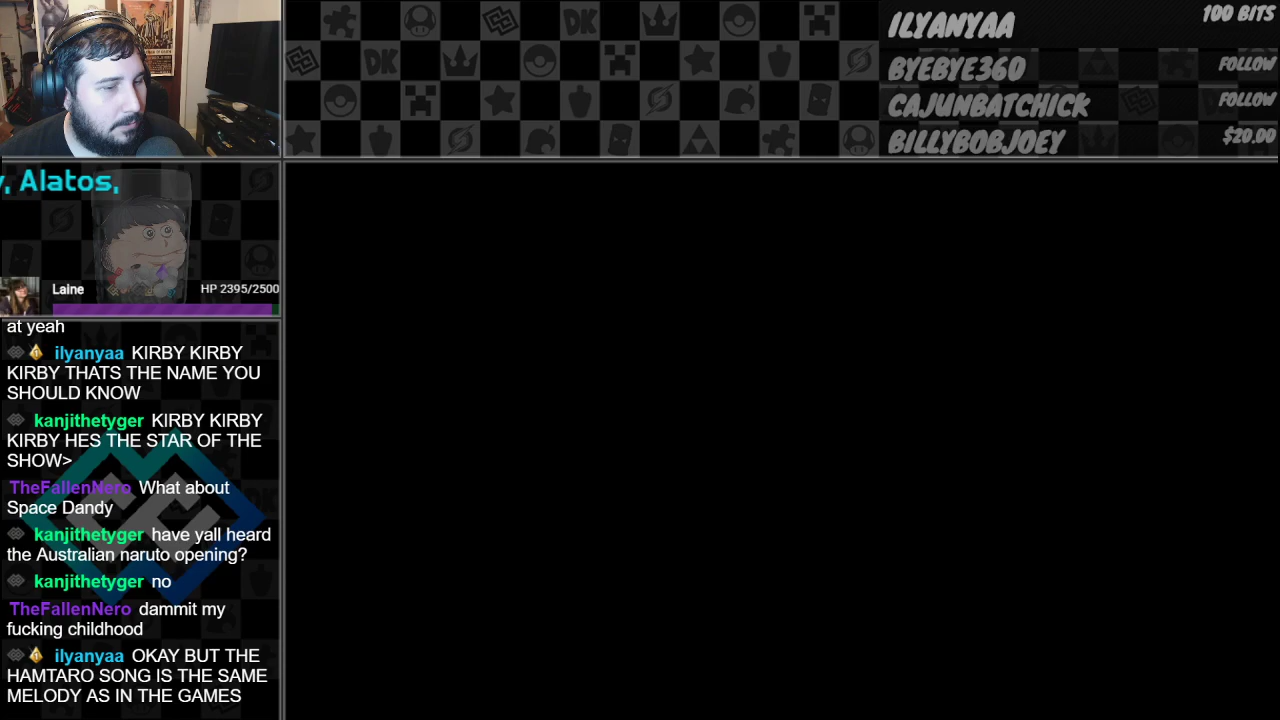 ILYANYAA 100 BITS
BYEBYE360 FOLLOW
CAJUNBATCHICK FOLLOW
BILLYBOBJOEY $20.00
, Alatos,
Laine HP 2395/2500
at yeah
ilyanyaa KIRBY KIRBY
KIRBY THATS THE NAME YOU
SHOULD KNOW
kanjithetyger KIRBY KIRBY
KIRBY HES THE STAR OF THE
SHOW>
TheFallenNero What about
Space Dandy
kanjithetyger have yall heard
the Australian naruto opening?
kanjithetyger no
TheFallenNero dammit my
fucking childhood
ilyanyaa OKAY BUT THE
HAMTARO SONG IS THE SAME
MELODY AS IN THE GAMES